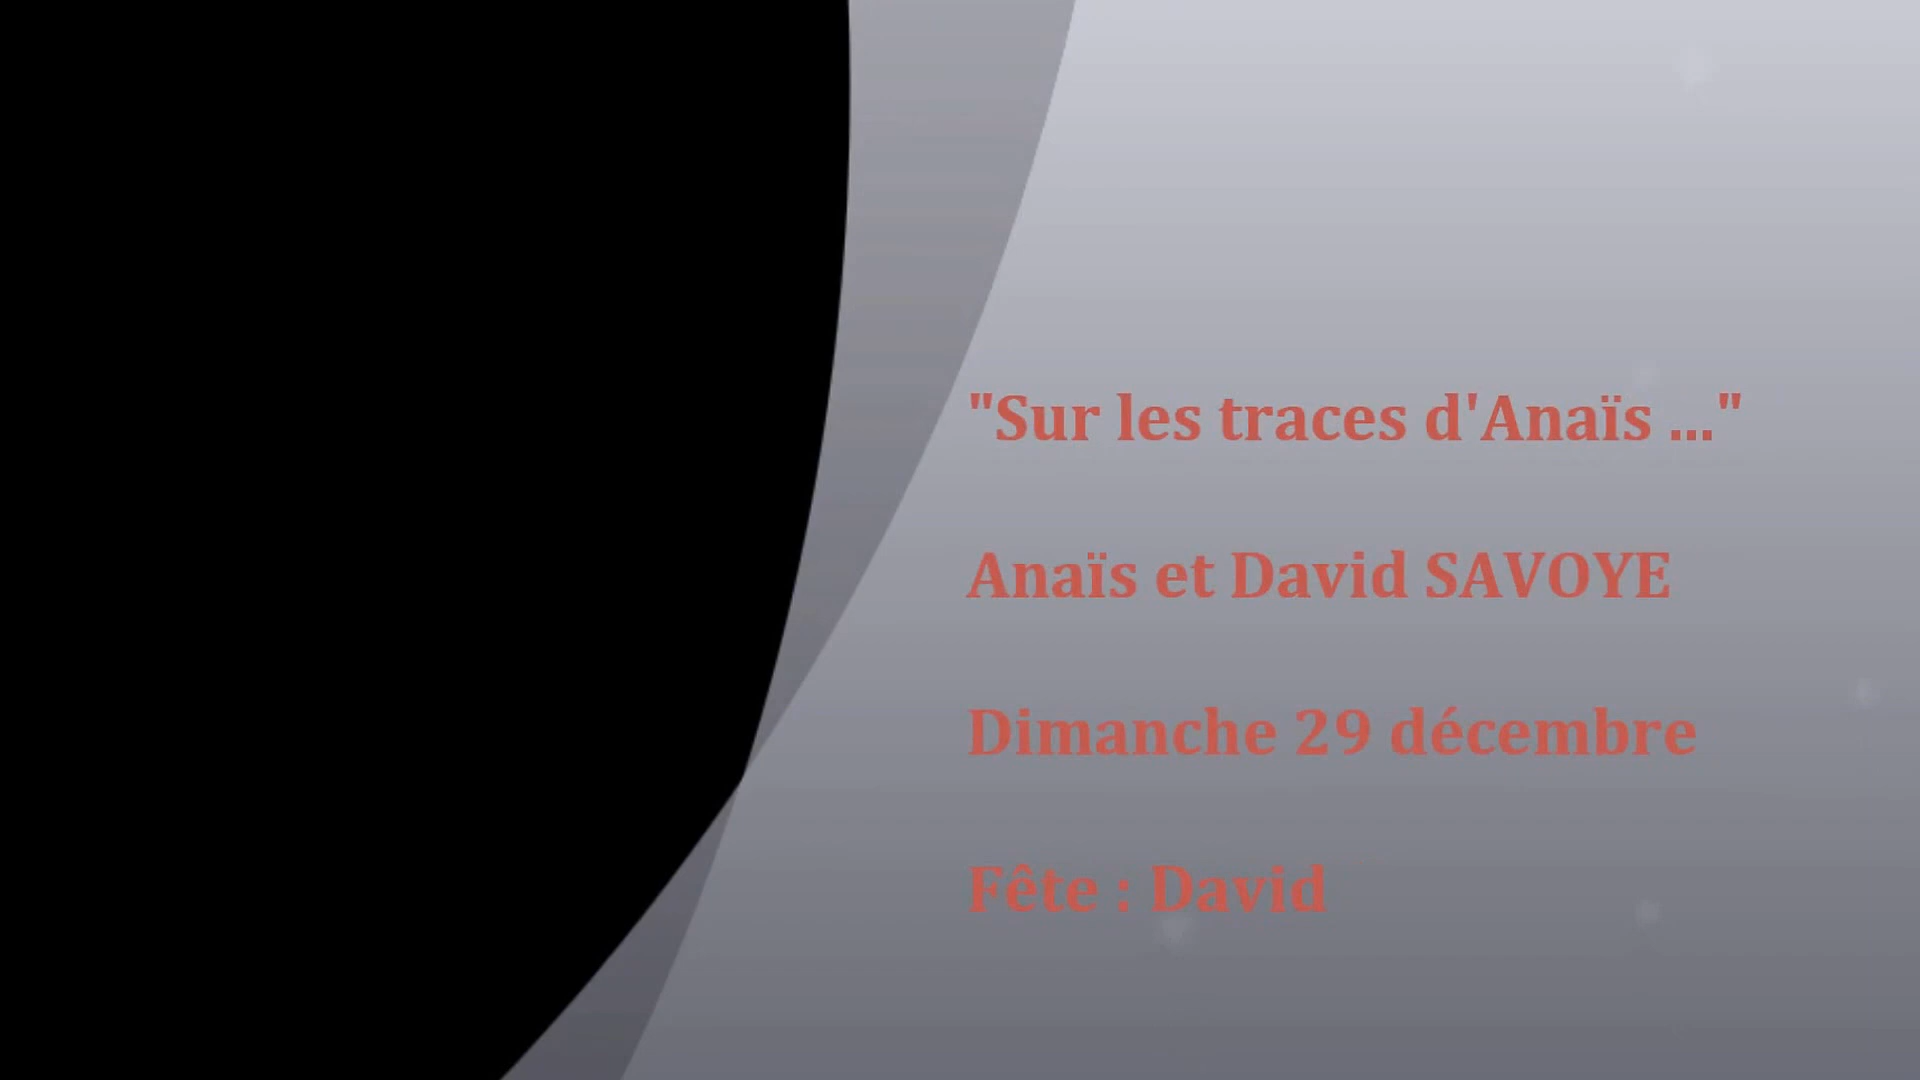 "Sur les traces d'Anaïs ..."
Anaïs et David SAVOYE
Dimanche 29 décembre
Fête : David